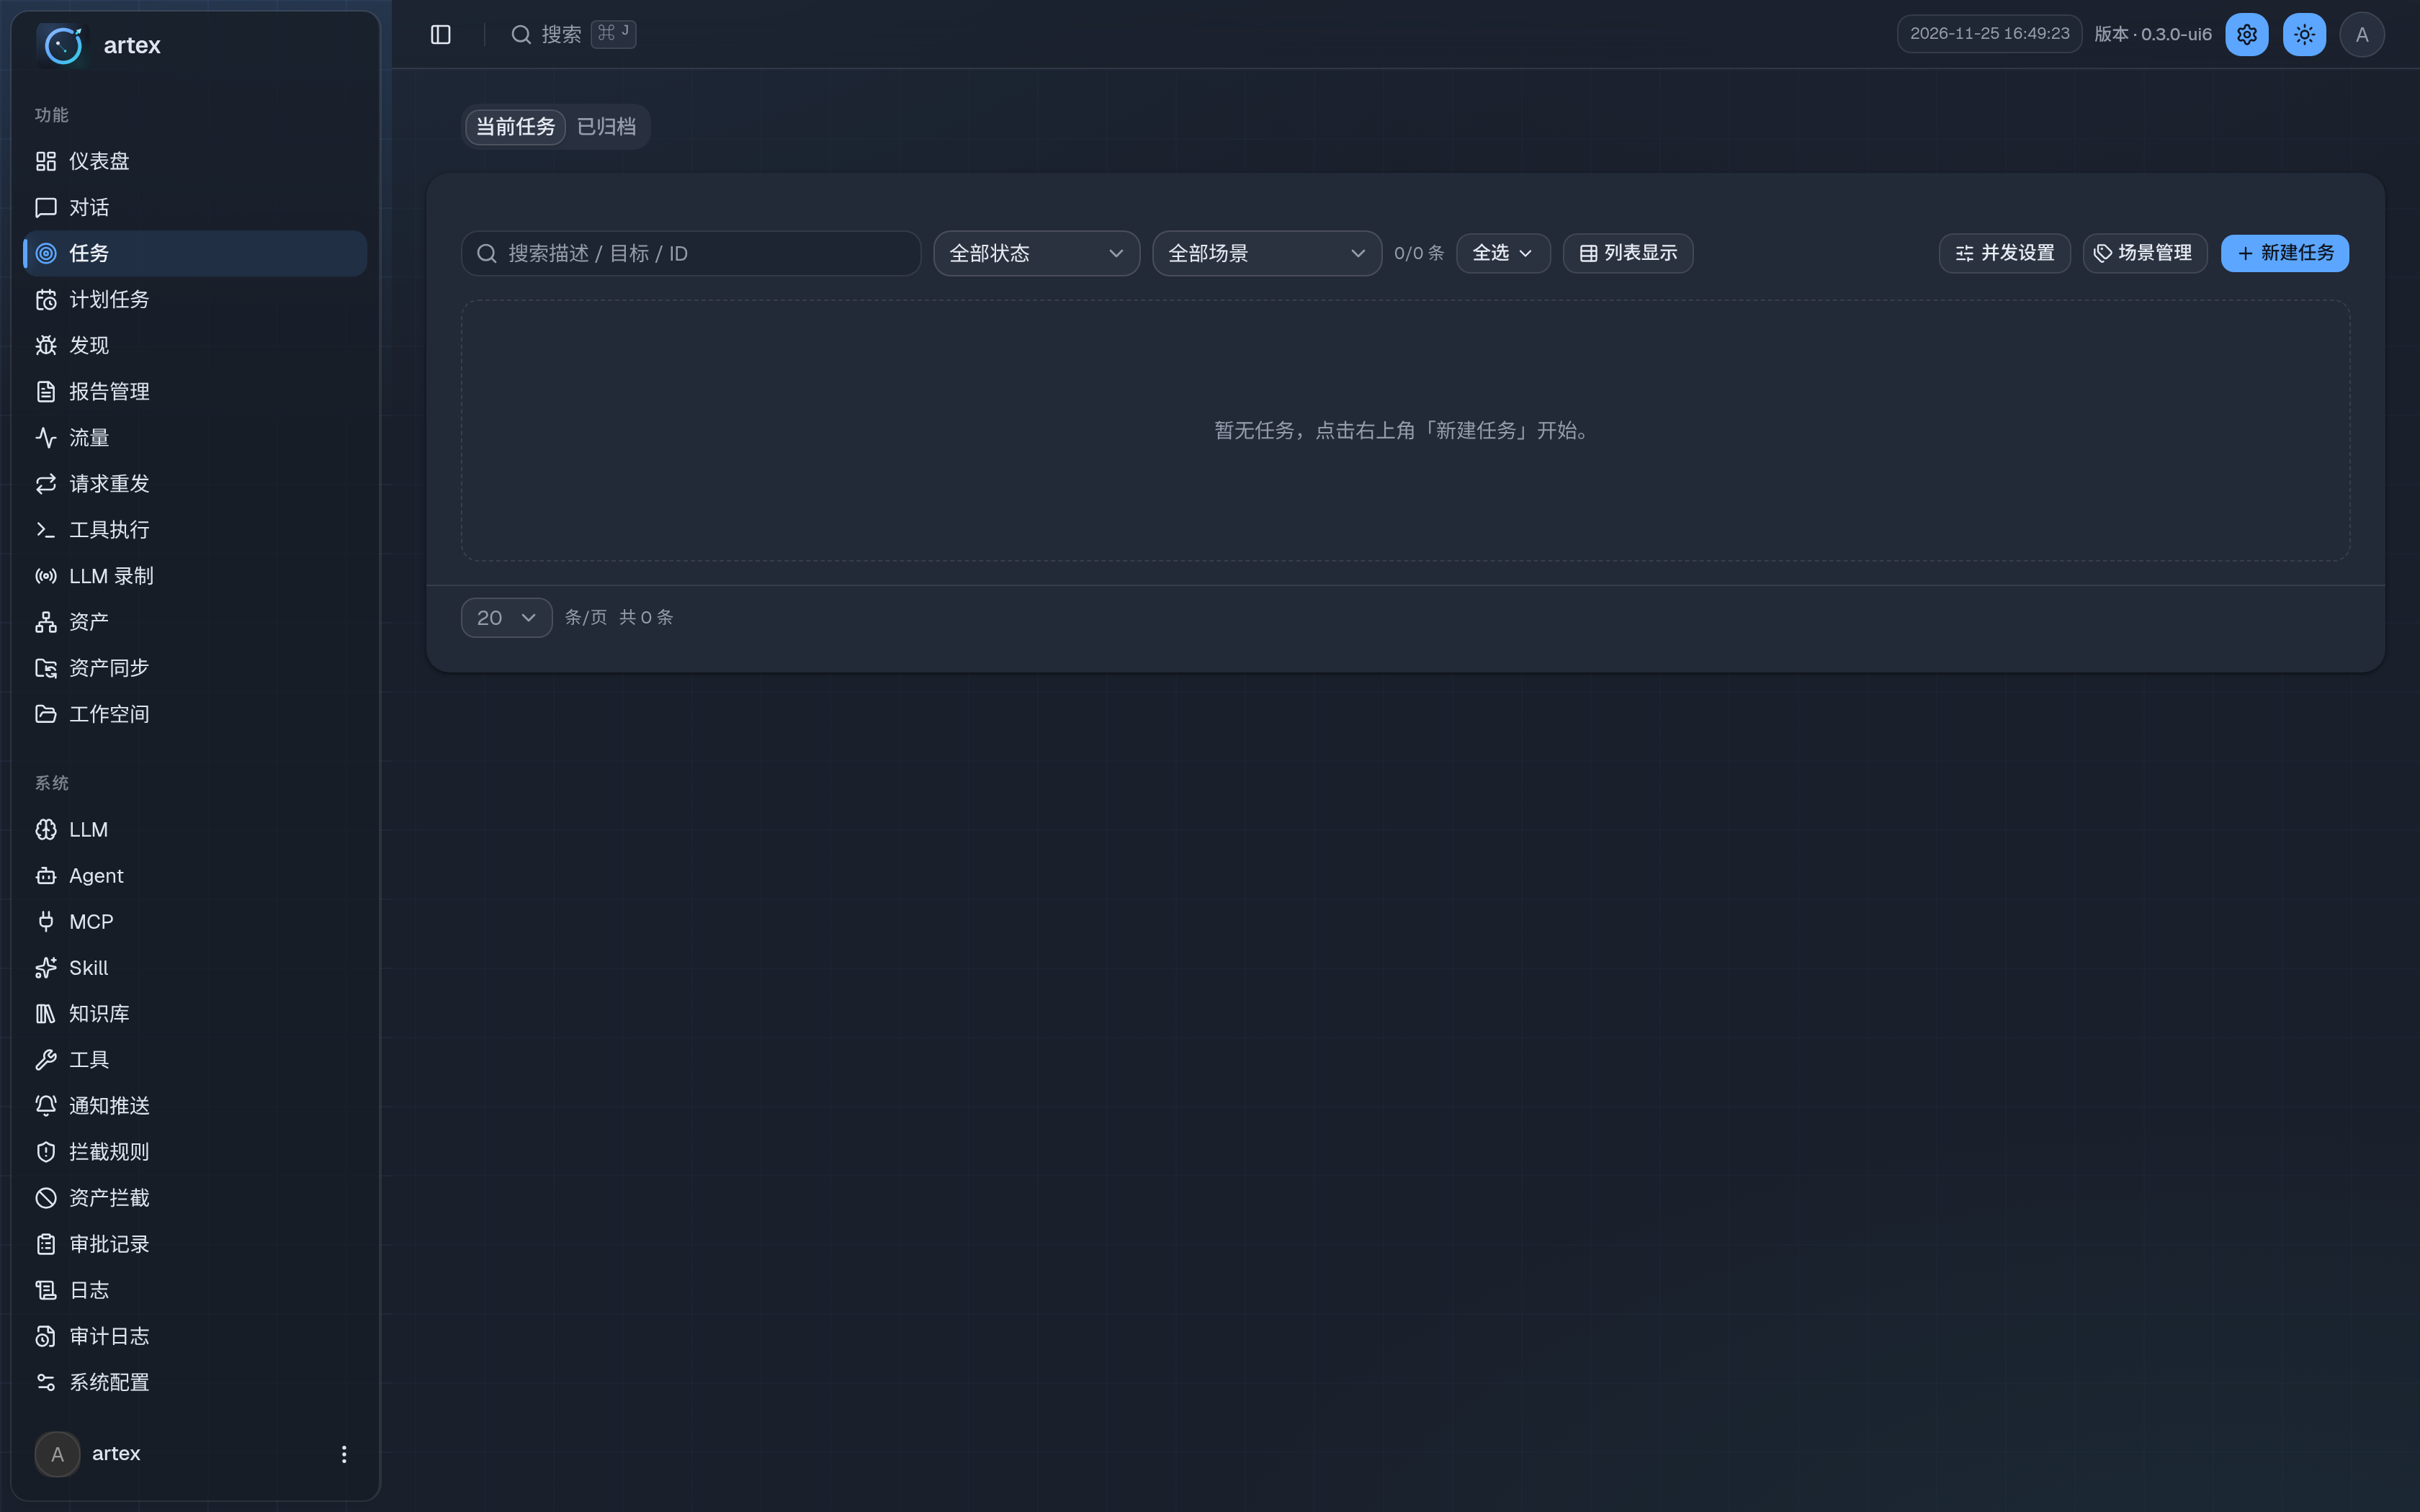 artex
功能
仪表盘
对话
任务
计划任务
发现
报告管理
流量
请求重发
工具执行
LLM 录制
资产
资产同步
工作空间
系统
LLM
Agent
MCP
Skill
知识库
工具
通知推送
拦截规则
资产拦截
审批记录
日志
审计日志
系统配置
A artex
搜索 ⌘ J
2026-11-25 16:49:23 版本 · 0.3.0-ui6 A
当前任务 已归档
搜索描述 / 目标 / ID 全部状态 全部场景 0/0 条 全选 列表显示 并发设置 场景管理 新建任务
暂无任务，点击右上角「新建任务」开始。
20 条/页 共 0 条